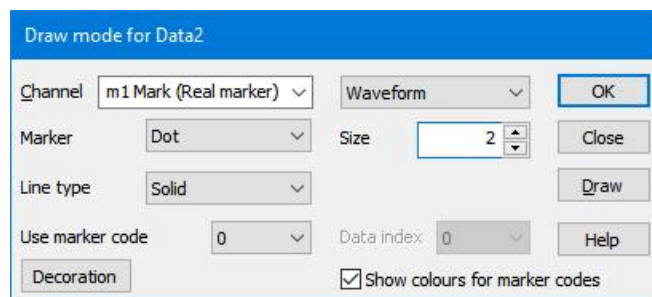 Draw mode for Data2
Channel m1 Mark (Real marker) Waveform OK
Marker Dot Size 2 Close
Line type Solid Draw
Use marker code 0 Data index 0 Help
Decoration Show colours for marker codes